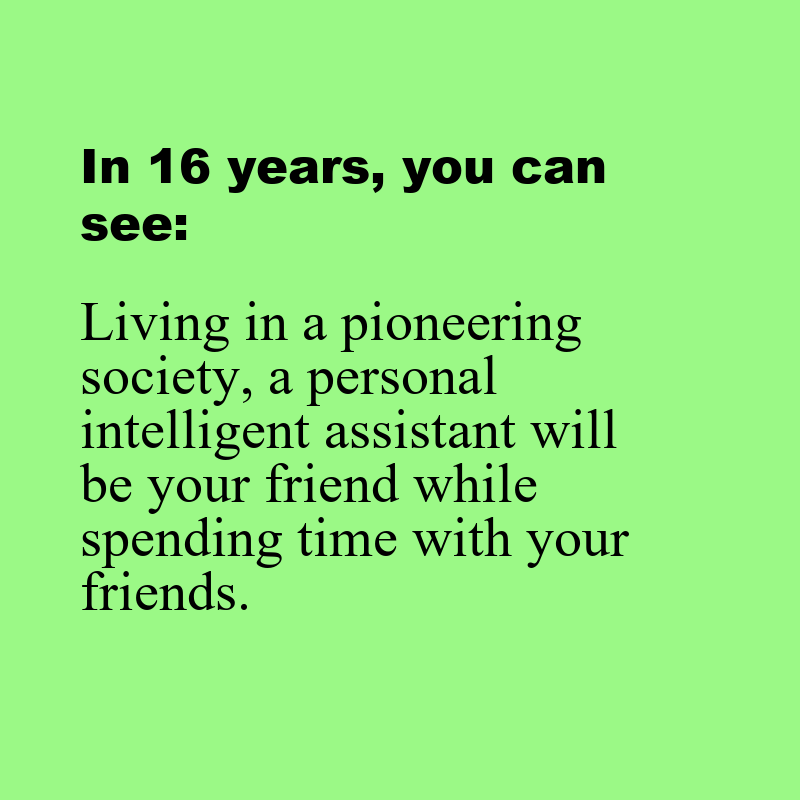 In 16 years, you can
see:
Living in a pioneering
society, a personal
intelligent assistant will
be your friend while
spending time with your
friends.